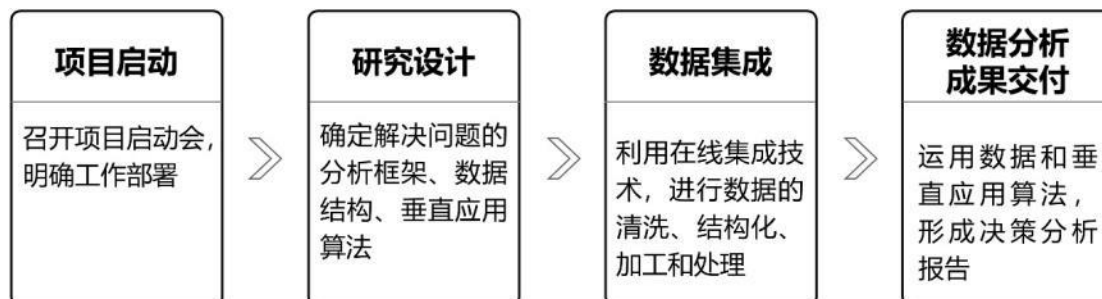 项目启动
召开项目启动会，
明确工作部署
研究设计
确定解决问题的
分析框架、数据
结构、垂直应用
算法
数据集成
利用在线集成技
术，进行数据的
清洗、结构化、
加工和处理
数据分析
成果交付
运用数据和垂
直应用算法，
形成决策分析
报告